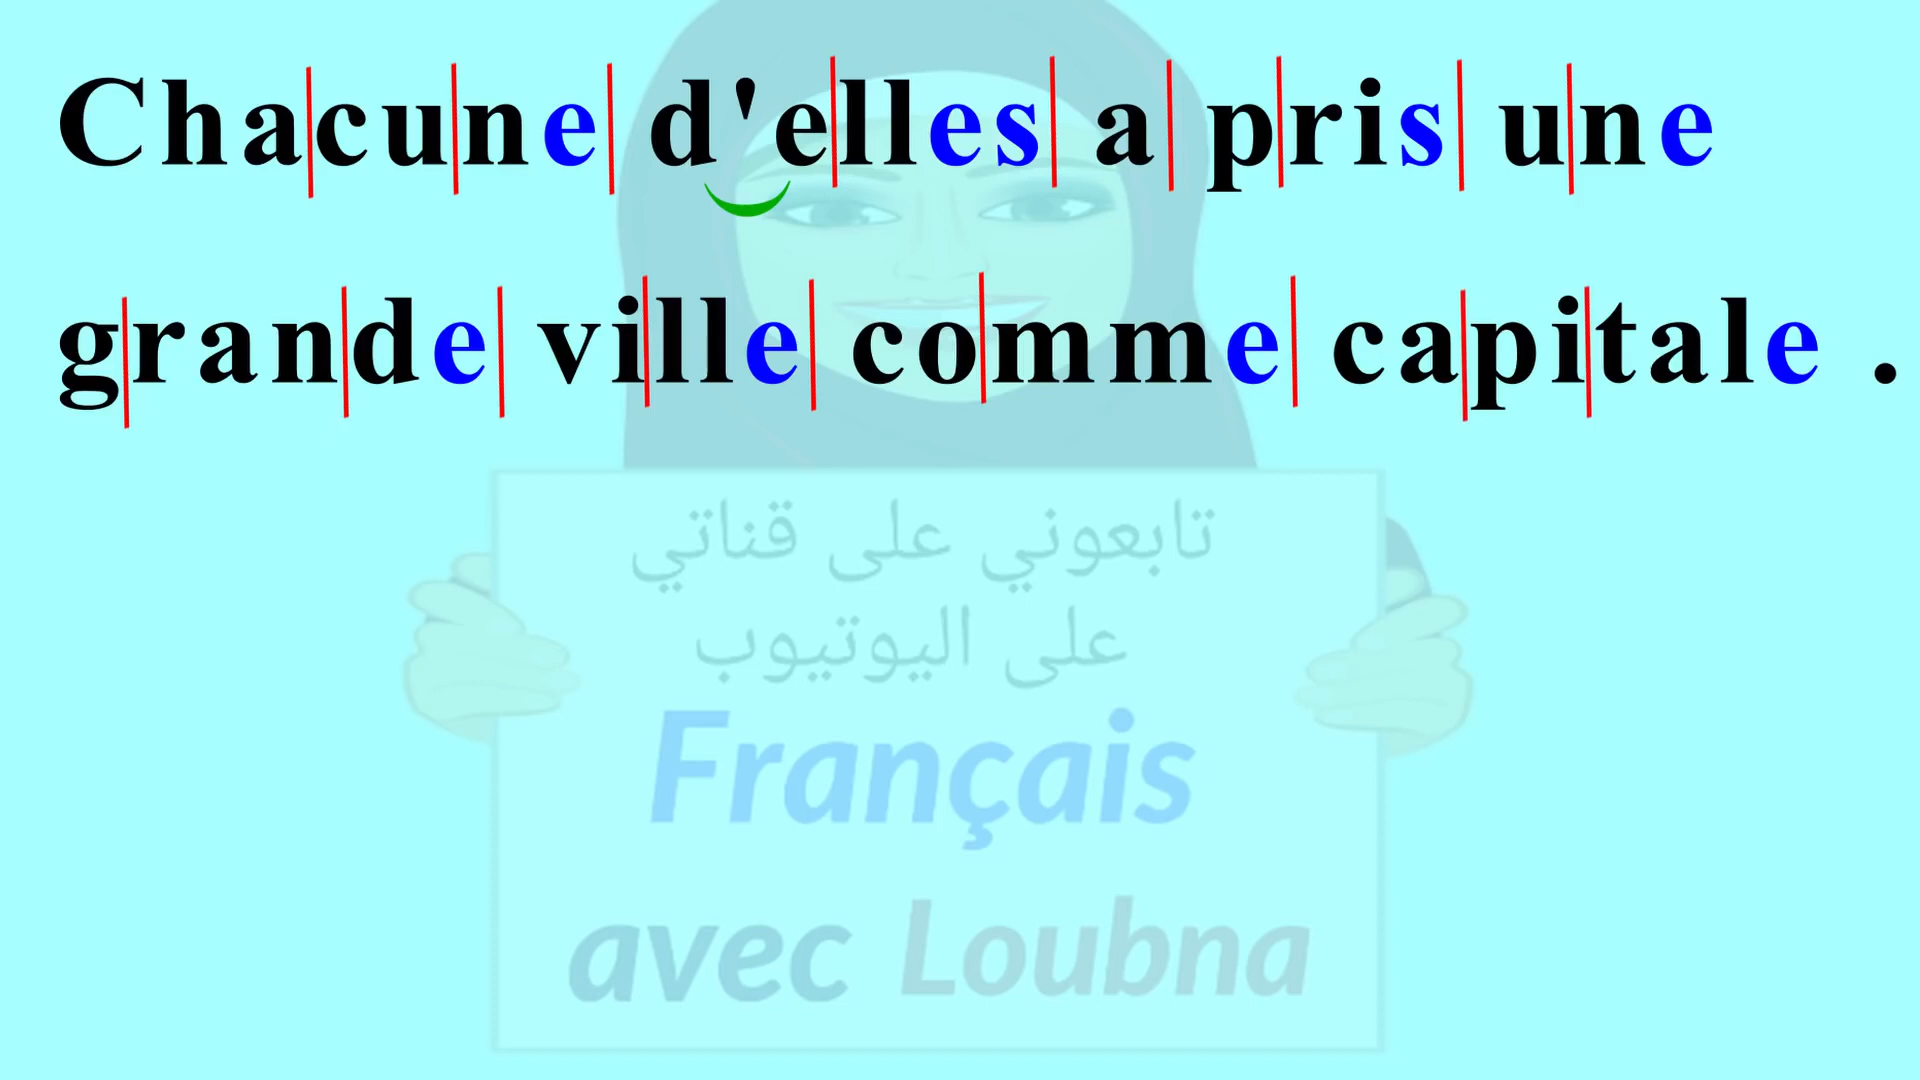 Chacune d'elles a pris une
grande ville comme capitale .
تابعوني على قناتي
على اليوتيوب
Français
avec Loubna